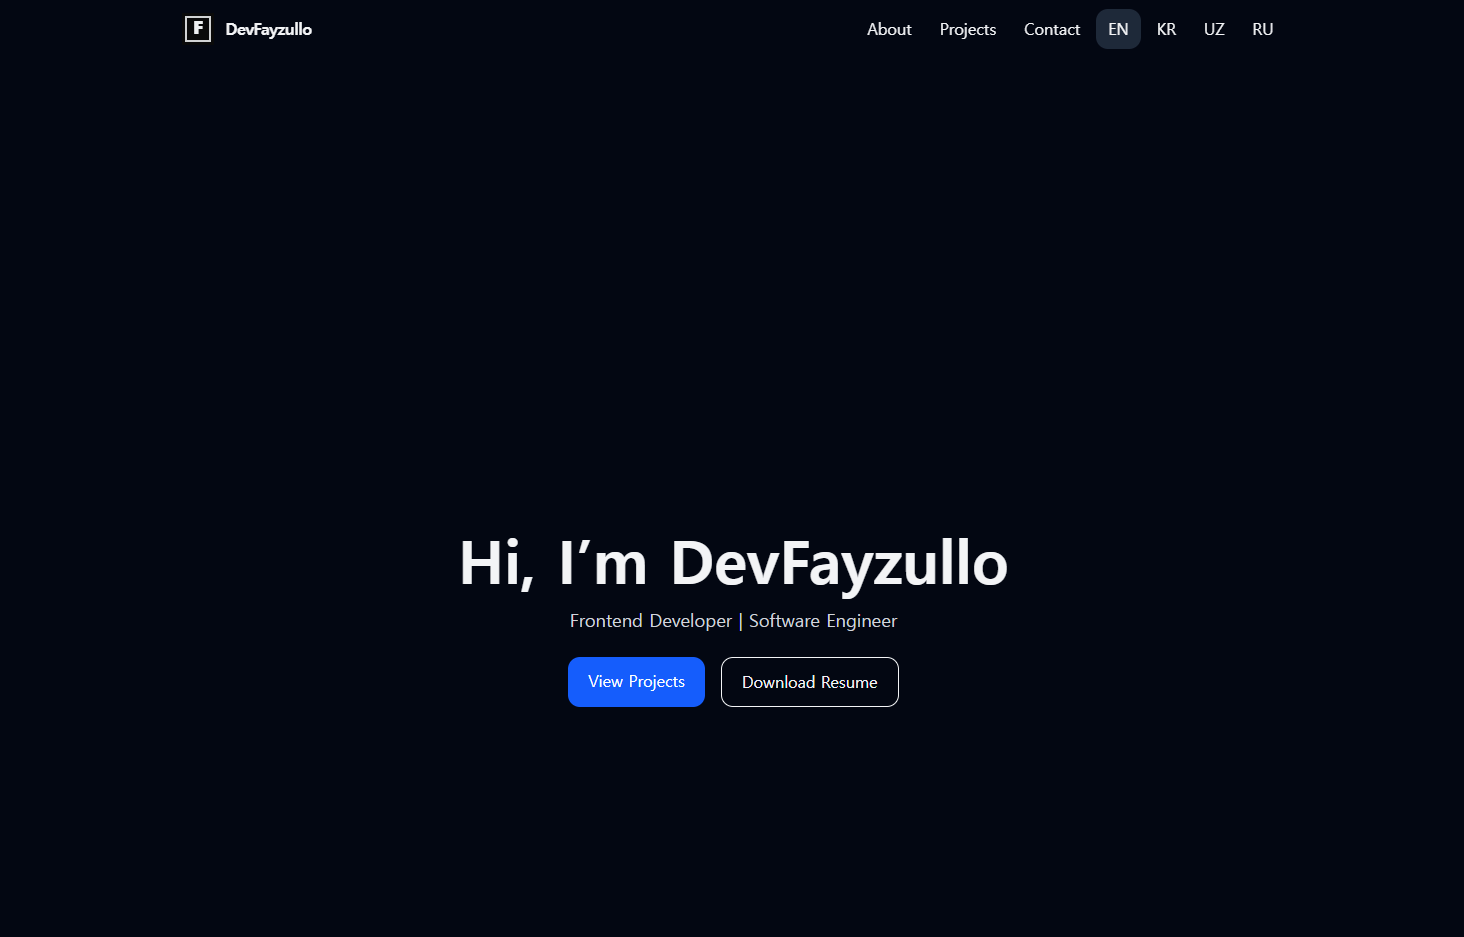 F DevFayzullo About Projects Contact EN KR UZ RU
Hi, I’m DevFayzullo
Frontend Developer | Software Engineer
View Projects Download Resume